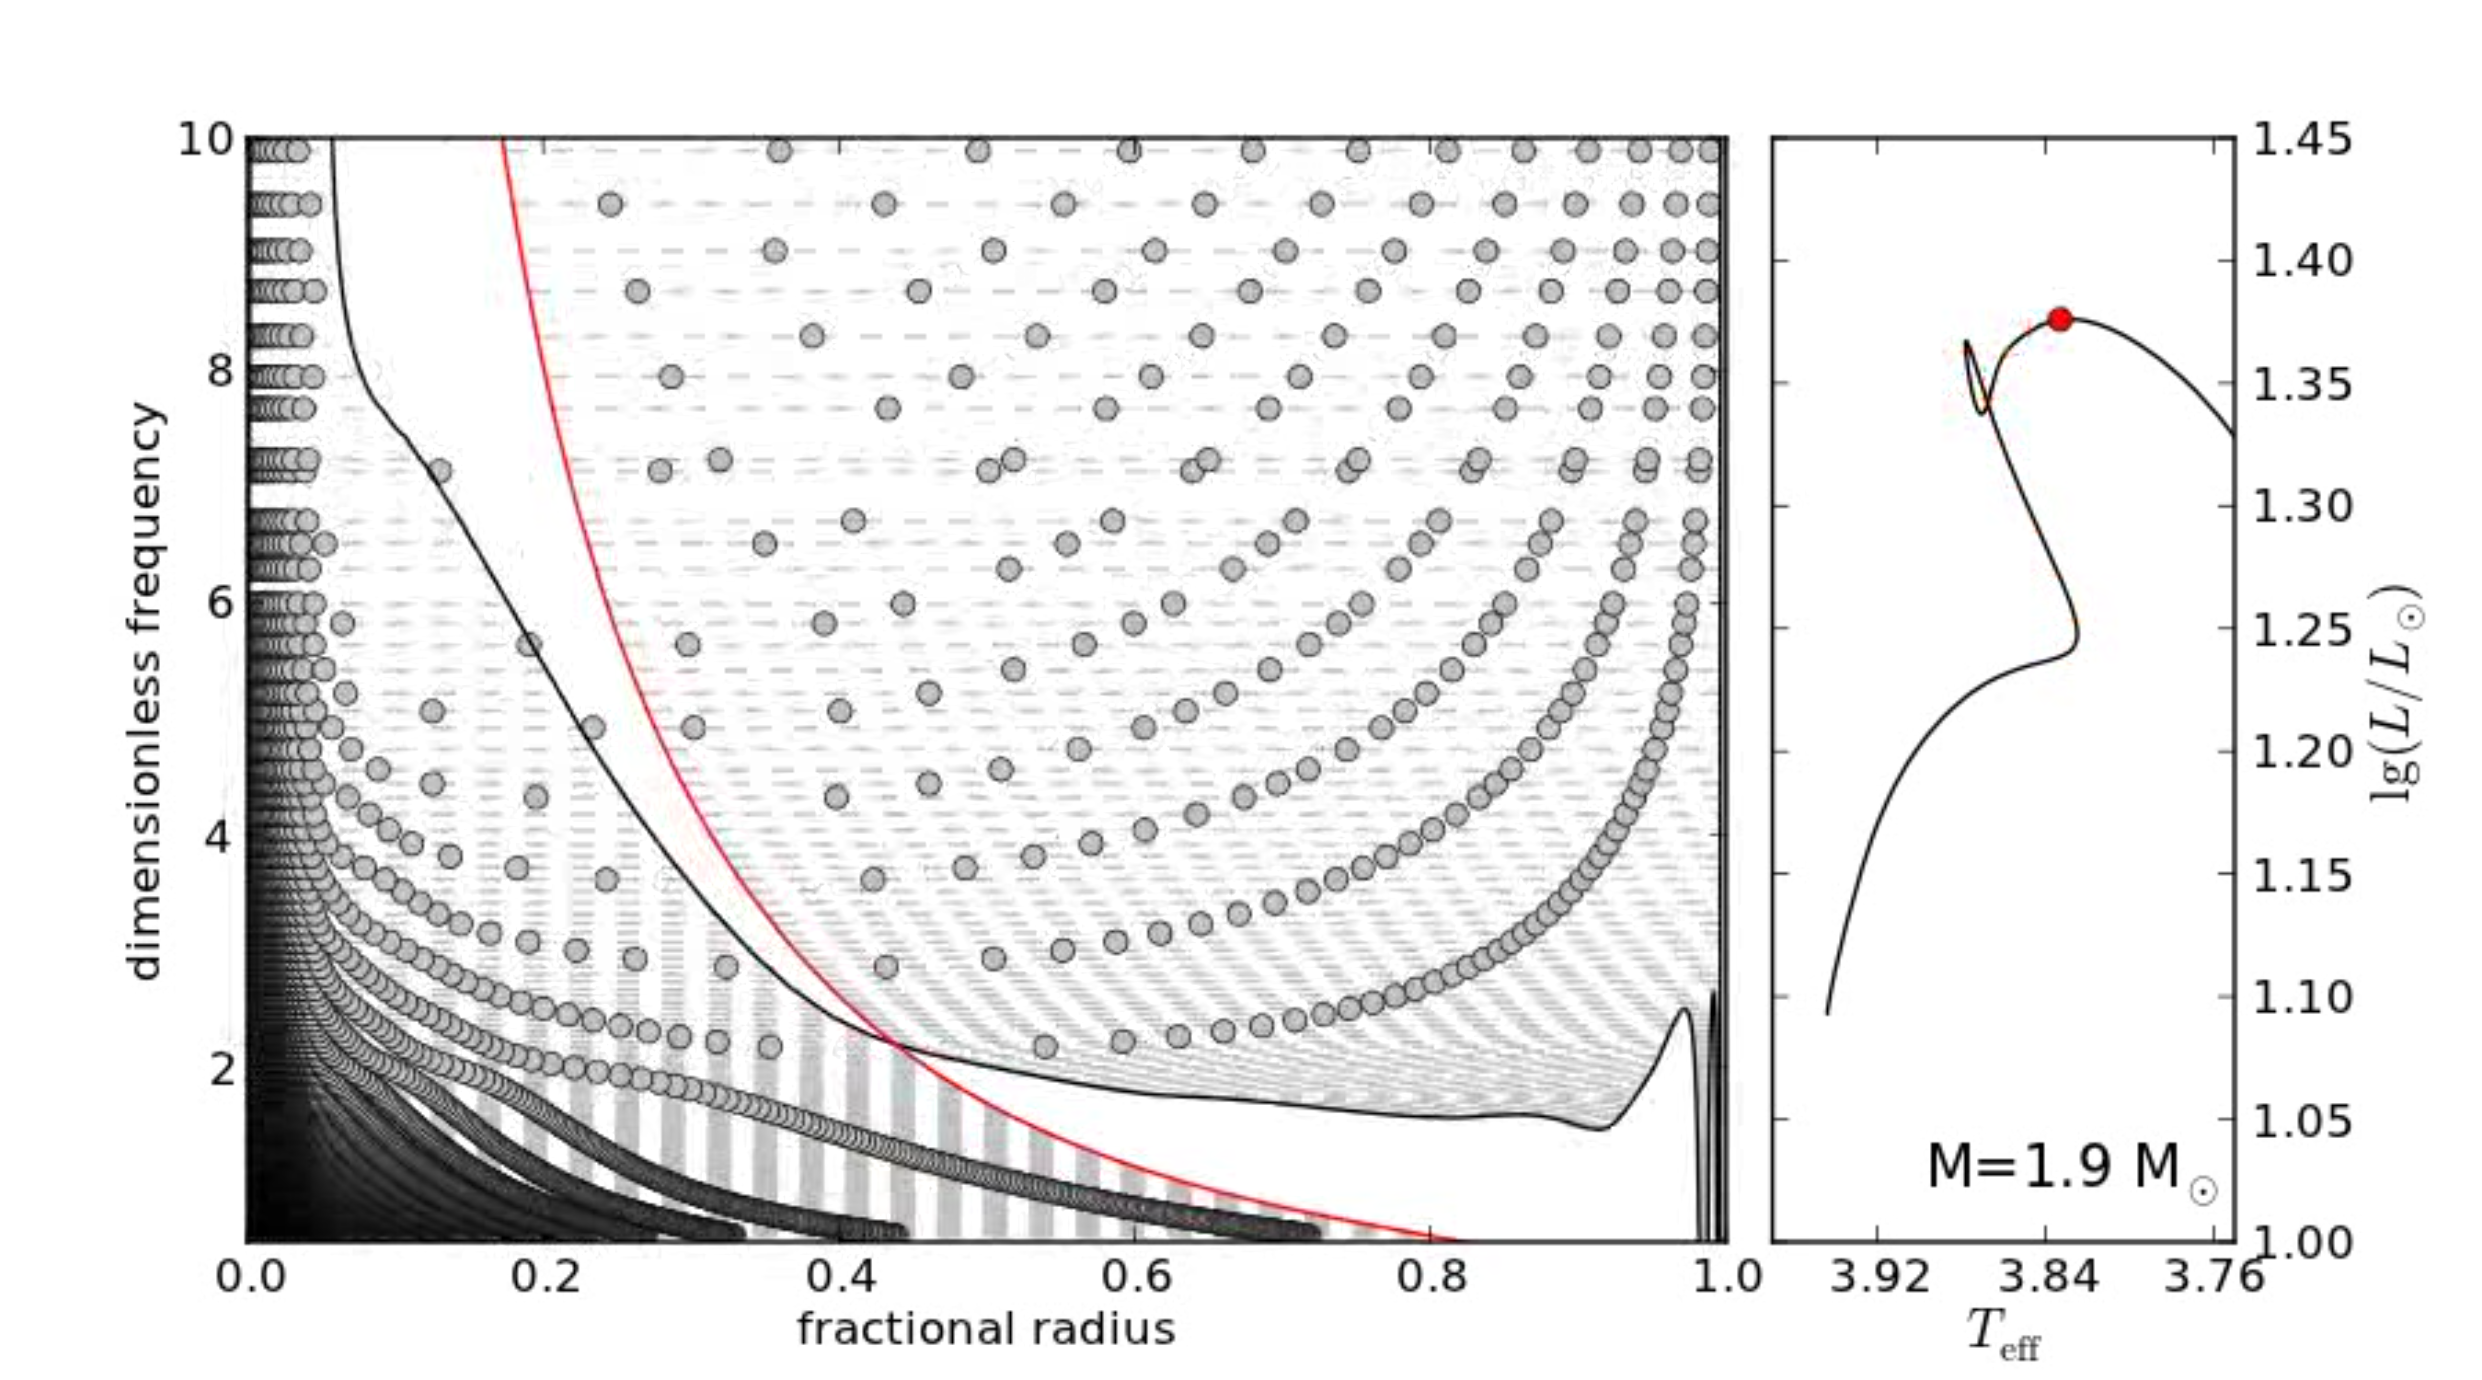 10
8
6
4
2
dimensionless frequency
0.0 0.2 0.4 0.6 0.8 1.0
fractional radius
1.45
1.40
1.35
1.30
1.25
1.20
1.15
1.10
1.05
1.00
lg(L/L☉)
M=1.9 M☉
3.92 3.84 3.76
T_eff